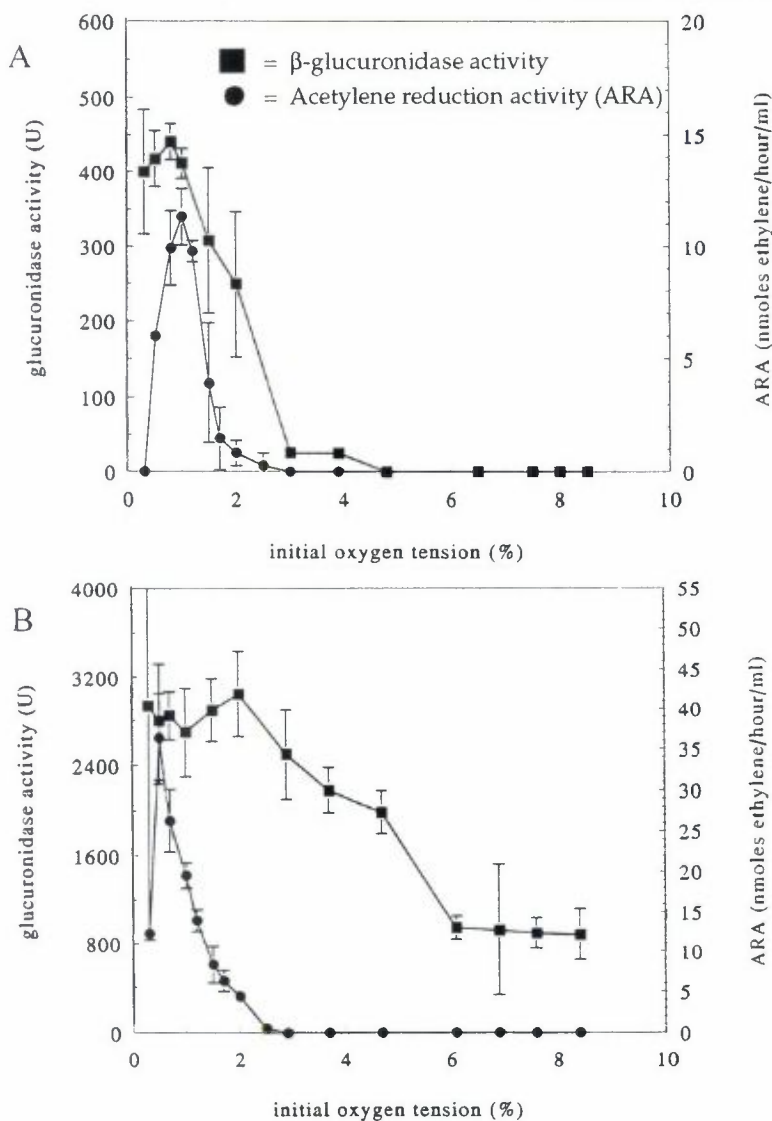 A
■ = β-glucuronidase activity
● = Acetylene reduction activity (ARA)
600
500
400
300
200
100
0
glucuronidase activity (U)
20
15
10
5
0
ARA (nmoles ethylene/hour/ml)
0 2 4 6 8 10
initial oxygen tension (%)
B
4000
3200
2400
1600
800
0
glucuronidase activity (U)
55
50
45
40
35
30
25
20
15
10
5
0
ARA (nmoles ethylene/hour/ml)
0 2 4 6 8 10
initial oxygen tension (%)